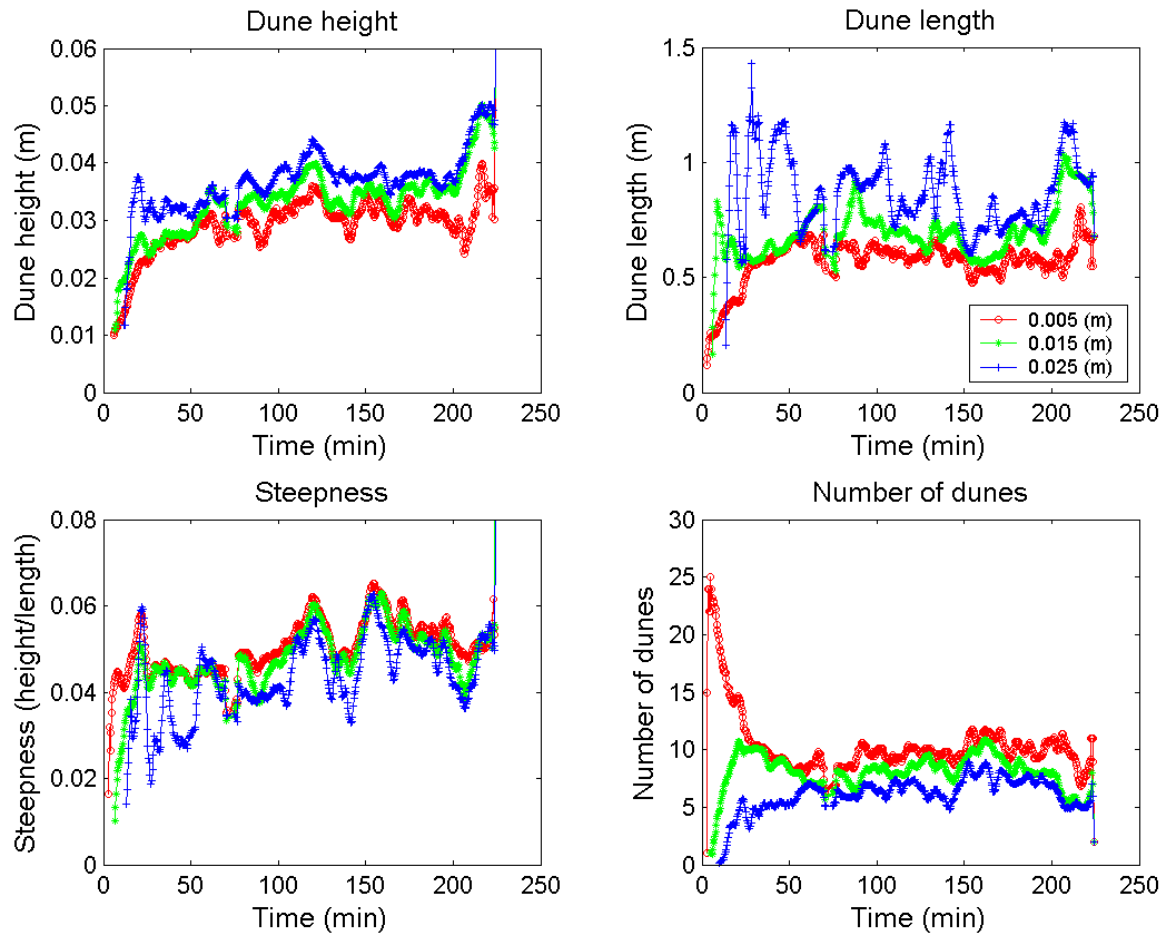 Dune height
Dune height (m)
0.06
0.05
0.04
0.03
0.02
0.01
0
0 50 100 150 200 250
Time (min)
Dune length
Dune length (m)
1.5
1
0.5
0
0.005 (m)
0.015 (m)
0.025 (m)
0 50 100 150 200 250
Time (min)
Steepness
Steepness (height/length)
0.08
0.06
0.04
0.02
0
0 50 100 150 200 250
Time (min)
Number of dunes
Number of dunes
30
25
20
15
10
5
0
0 50 100 150 200 250
Time (min)